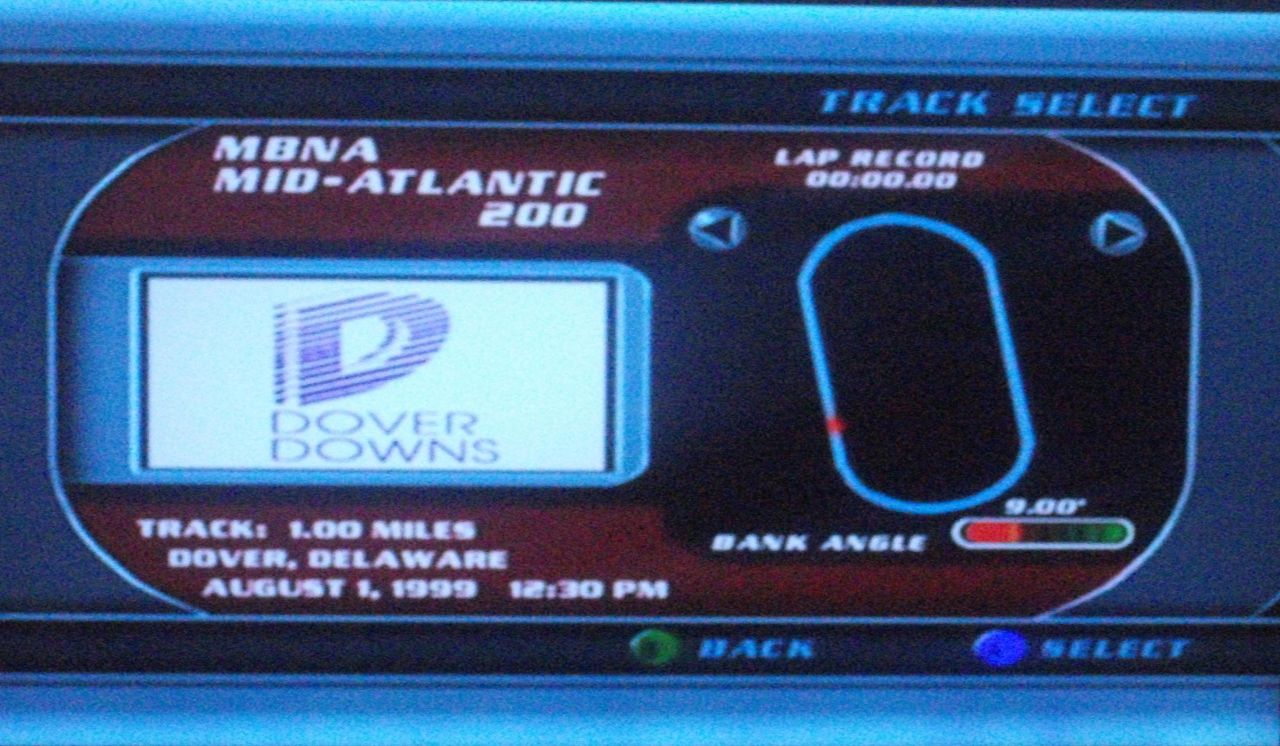 TRACK SELECT
MBNA
MID-ATLANTIC
200
LAP RECORD
00:00.00
DOVER
DOWNS
9.00°
BANK ANGLE
TRACK: 1.00 MILES
DOVER, DELAWARE
AUGUST 1, 1999 12:30 PM
BACK
SELECT